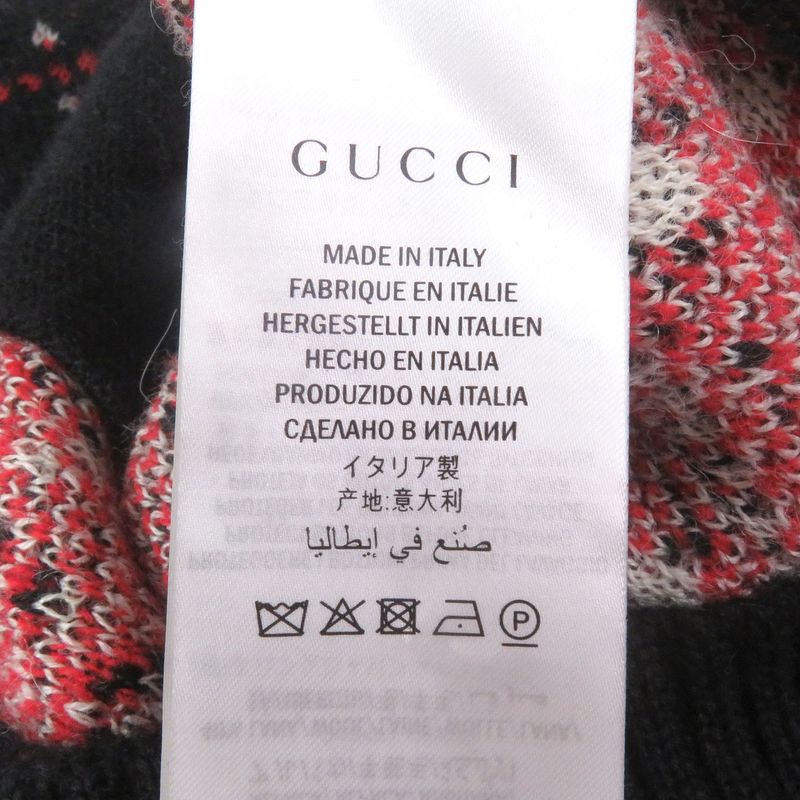 GUCCI
MADE IN ITALY
FABRIQUE EN ITALIE
HERGESTELLT IN ITALIEN
HECHO EN ITALIA
PRODUZIDO NA ITALIA
СДЕЛАНО В ИТАЛИИ
イタリア製
产地:意大利
صُنع في إيطاليا
P